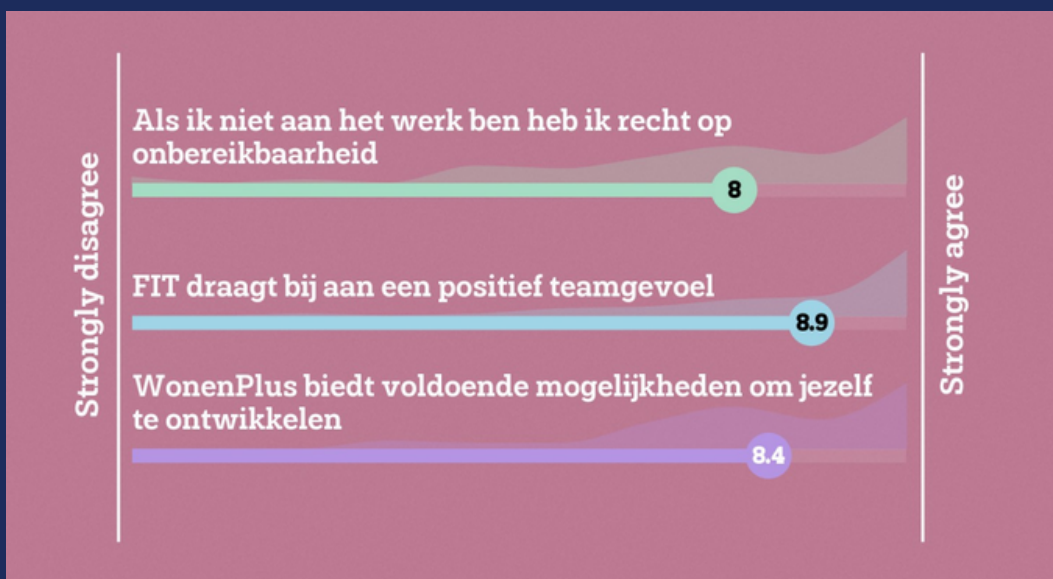 Strongly disagree
Als ik niet aan het werk ben heb ik recht op
onbereikbaarheid
8
FIT draagt bij aan een positief teamgevoel
8.9
WonenPlus biedt voldoende mogelijkheden om jezelf
te ontwikkelen
8.4
Strongly agree